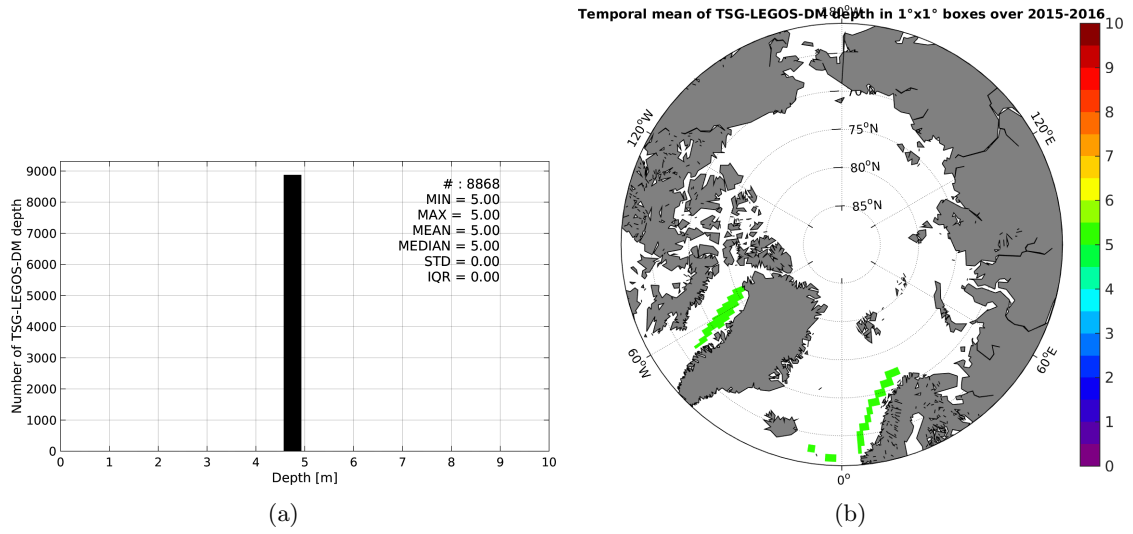 Temporal mean of TSG-LEGOS-DM depth in 1°x1° boxes over 2015-2016
Number of TSG-LEGOS-DM depth
9000
8000
7000
6000
5000
4000
3000
2000
1000
0
# : 8868
MIN = 5.00
MAX = 5.00
MEAN = 5.00
MEDIAN = 5.00
STD = 0.00
IQR = 0.00
0 1 2 3 4 5 6 7 8 9 10
Depth [m]
(a)
180°W
120°W
120°E
70°N
75°N
80°N
85°N
60°W
60°E
0°
10
9
8
7
6
5
4
3
2
1
0
(b)